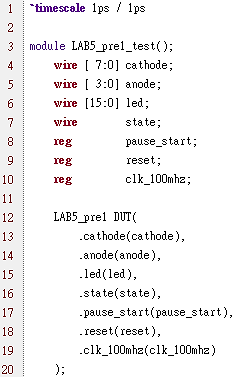 1 `timescale 1ps / 1ps
2
3 module LAB5_pre1_test();
4 wire [ 7:0] cathode;
5 wire [ 3:0] anode;
6 wire [15:0] led;
7 wire state;
8 reg pause_start;
9 reg reset;
10 reg clk_100mhz;
11
12 LAB5_pre1 DUT(
13 .cathode(cathode),
14 .anode(anode),
15 .led(led),
16 .state(state),
17 .pause_start(pause_start),
18 .reset(reset),
19 .clk_100mhz(clk_100mhz)
20 );